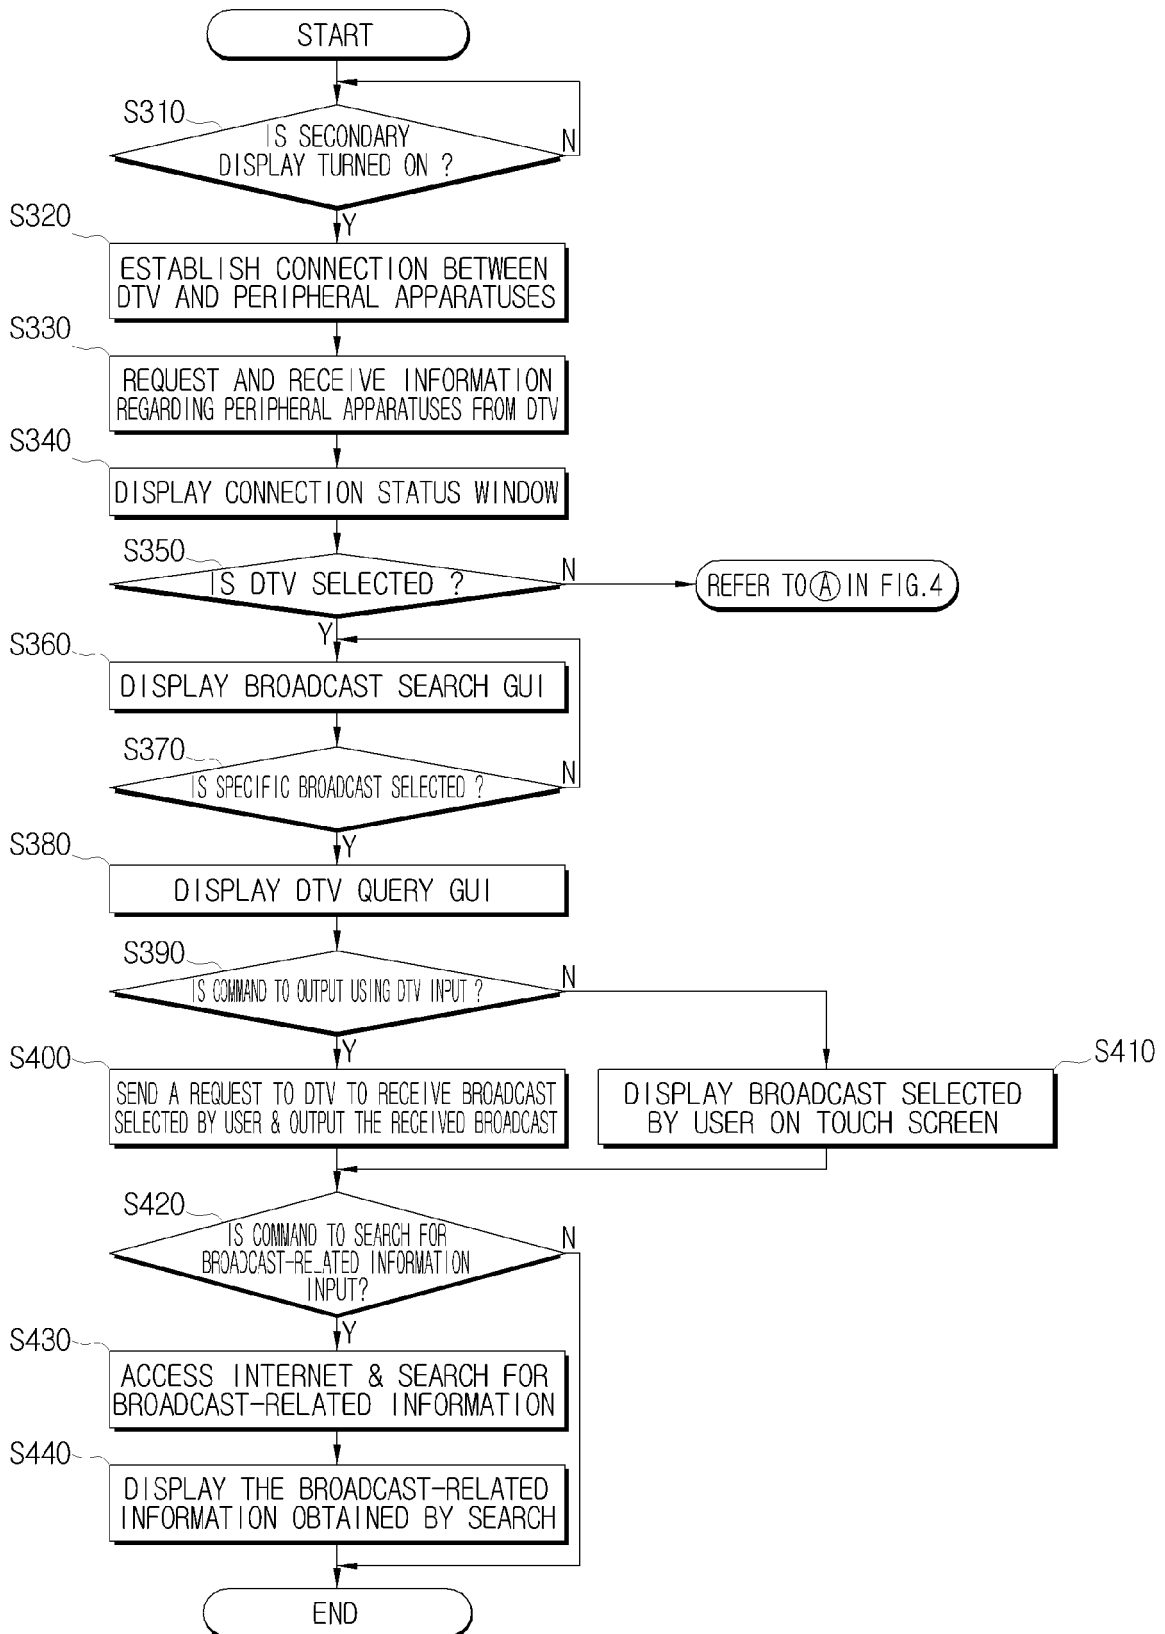 START
S310
IS SECONDARY
DISPLAY TURNED ON ?
N
Y
S320
ESTABLISH CONNECTION BETWEEN
DTV AND PERIPHERAL APPARATUSES
S330
REQUEST AND RECEIVE INFORMATION
REGARDING PERIPHERAL APPARATUSES FROM DTV
S340
DISPLAY CONNECTION STATUS WINDOW
S350
IS DTV SELECTED ?
N
REFER TO Ⓐ IN FIG.4
Y
S360
DISPLAY BROADCAST SEARCH GUI
S370
IS SPECIFIC BROADCAST SELECTED ?
N
Y
S380
DISPLAY DTV QUERY GUI
S390
IS COMMAND TO OUTPUT USING DTV INPUT ?
N
Y
S400
SEND A REQUEST TO DTV TO RECEIVE BROADCAST
SELECTED BY USER & OUTPUT THE RECEIVED BROADCAST
S410
DISPLAY BROADCAST SELECTED
BY USER ON TOUCH SCREEN
S420
IS COMMAND TO SEARCH FOR
BROADCAST-RELATED INFORMATION
INPUT?
N
Y
S430
ACCESS INTERNET & SEARCH FOR
BROADCAST-RELATED INFORMATION
S440
DISPLAY THE BROADCAST-RELATED
INFORMATION OBTAINED BY SEARCH
END